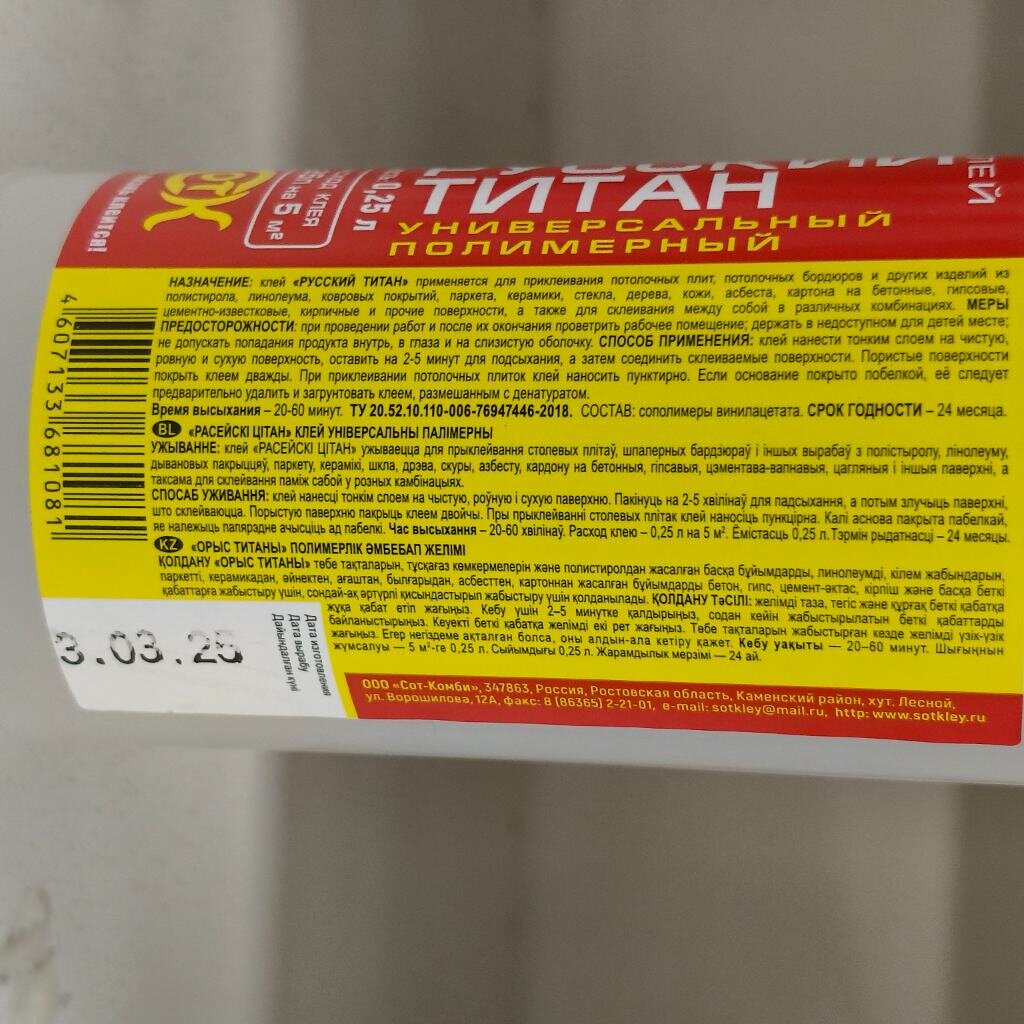 ТИТАН
УНИВЕРСАЛЬНЫЙ
ПОЛИМЕРНЫЙ
0,25 л
КЛЕЯ
на 5 м²
СОТ
клеится!
НАЗНАЧЕНИЕ: клей «РУССКИЙ ТИТАН» применяется для приклеивания потолочных плит, потолочных бордюров и других изделий из
полистирола, линолеума, ковровых покрытий, паркета, керамики, стекла, дерева, кожи, асбеста, картона на бетонные, гипсовые,
цементно-известковые, кирпичные и прочие поверхности, а также для склеивания между собой в различных комбинациях. МЕРЫ
ПРЕДОСТОРОЖНОСТИ: при проведении работ и после их окончания проветрить рабочее помещение; держать в недоступном для детей месте;
не допускать попадания продукта внутрь, в глаза и на слизистую оболочку. СПОСОБ ПРИМЕНЕНИЯ: клей нанести тонким слоем на чистую,
ровную и сухую поверхность, оставить на 2-5 минут для подсыхания, а затем соединить склеиваемые поверхности. Пористые поверхности
покрыть клеем дважды. При приклеивании потолочных плиток клей наносить пунктирно. Если основание покрыто побелкой, её следует
предварительно удалить и загрунтовать клеем, размешанным с денатуратом.
Время высыхания – 20-60 минут. ТУ 20.52.10.110-006-76947446-2018. СОСТАВ: сополимеры винилацетата. СРОК ГОДНОСТИ – 24 месяца.
BL «РАСЕЙСКІ ЦІТАН» КЛЕЙ УНІВЕРСАЛЬНЫ ПАЛІМЕРНЫ
УЖЫВАННЕ: клей «РАСЕЙСКІ ЦІТАН» ужываецца для прыклейвання столевых плітаў, шпалерных бардзюраў і іншых вырабаў з полістыролу, лінолеуму,
дывановых пакрыццяў, паркету, керамікі, шкла, дрэва, скуры, азбесту, кардону на бетонныя, гіпсавыя, цэментава-вапнавыя, цагляныя і іншыя паверхні, а
таксама для склейвання паміж сабой у розных камбінацыях.
СПОСАБ УЖИВАННЯ: клей нанесці тонкім слоем на чыстую, роўную і сухую паверхню. Пакінуць на 2-5 хвілінаў для падсыхання, а потым злучыць паверхні,
што склейваюцца. Порыстую паверхню пакрыць клеем двойчы. Пры прыклейванні столевых плітак клей наносіць пункцірна. Калі аснова пакрыта пабелкай,
яе належыць папярэдне ачысціць ад пабелкі. Час высыхання – 20-60 хвілінаў. Расход клею – 0,25 л на 5 м². Ёмістасць 0,25 л. Тэрмін рыдатнасці – 24 месяцы.
KZ «ОРЫС ТИТАНЫ» ПОЛИМЕРЛІК ӘМБЕБАП ЖЕЛІМІ
ҚОЛДАНУ «ОРЫС ТИТАНЫ» төбе тақталарын, тұсқағаз көмкермелерін және полистиролдан жасалған басқа бұйымдарды, линолеумді, кілем жабындарын,
паркетті, керамикадан, әйнектен, ағаштан, былғарыдан, асбесттен, картоннан жасалған бұйымдарды бетон, гипс, цемент-әктас, кірпіш және басқа беткі
қабаттарға жабыстыру үшін, сондай-ақ әртүрлі қисындастырып жабыстыру үшін қолданылады. ҚОЛДАНУ ТәСІЛІ: желімді таза, тегіс және құрғақ беткі қабатқа
жұқа қабат етіп жағыңыз. Кебу үшін 2–5 минутке қалдырыңыз, содан кейін жабыстырылатын беткі қабаттарды
байланыстырыңыз. Кеуекті беткі қабатқа желімді екі рет жағыңыз. Төбе тақталарын жабыстырған кезде желімді үзік-үзік
жағыңыз. Егер негіздеме ақталған болса, оны алдын-ала кетіру қажет. Кебу уақыты — 20–60 минут. Шығыңнын
жұмсалуы — 5 м²-ге 0,25 л. Сыйымдығы 0,25 л. Жарамдылық мерзімі — 24 ай.
ООО «Сот-Комби», 347863, Россия, Ростовская область, Каменский район, хут. Лесной,
ул. Ворошилова, 12А, факс: 8 (86365) 2-21-01, e-mail: sotkley@mail.ru, http: www.sotkley.ru
4 607133 681081
Дата изготовления
Дата вырабу
Дайындалған күні
3.03.25